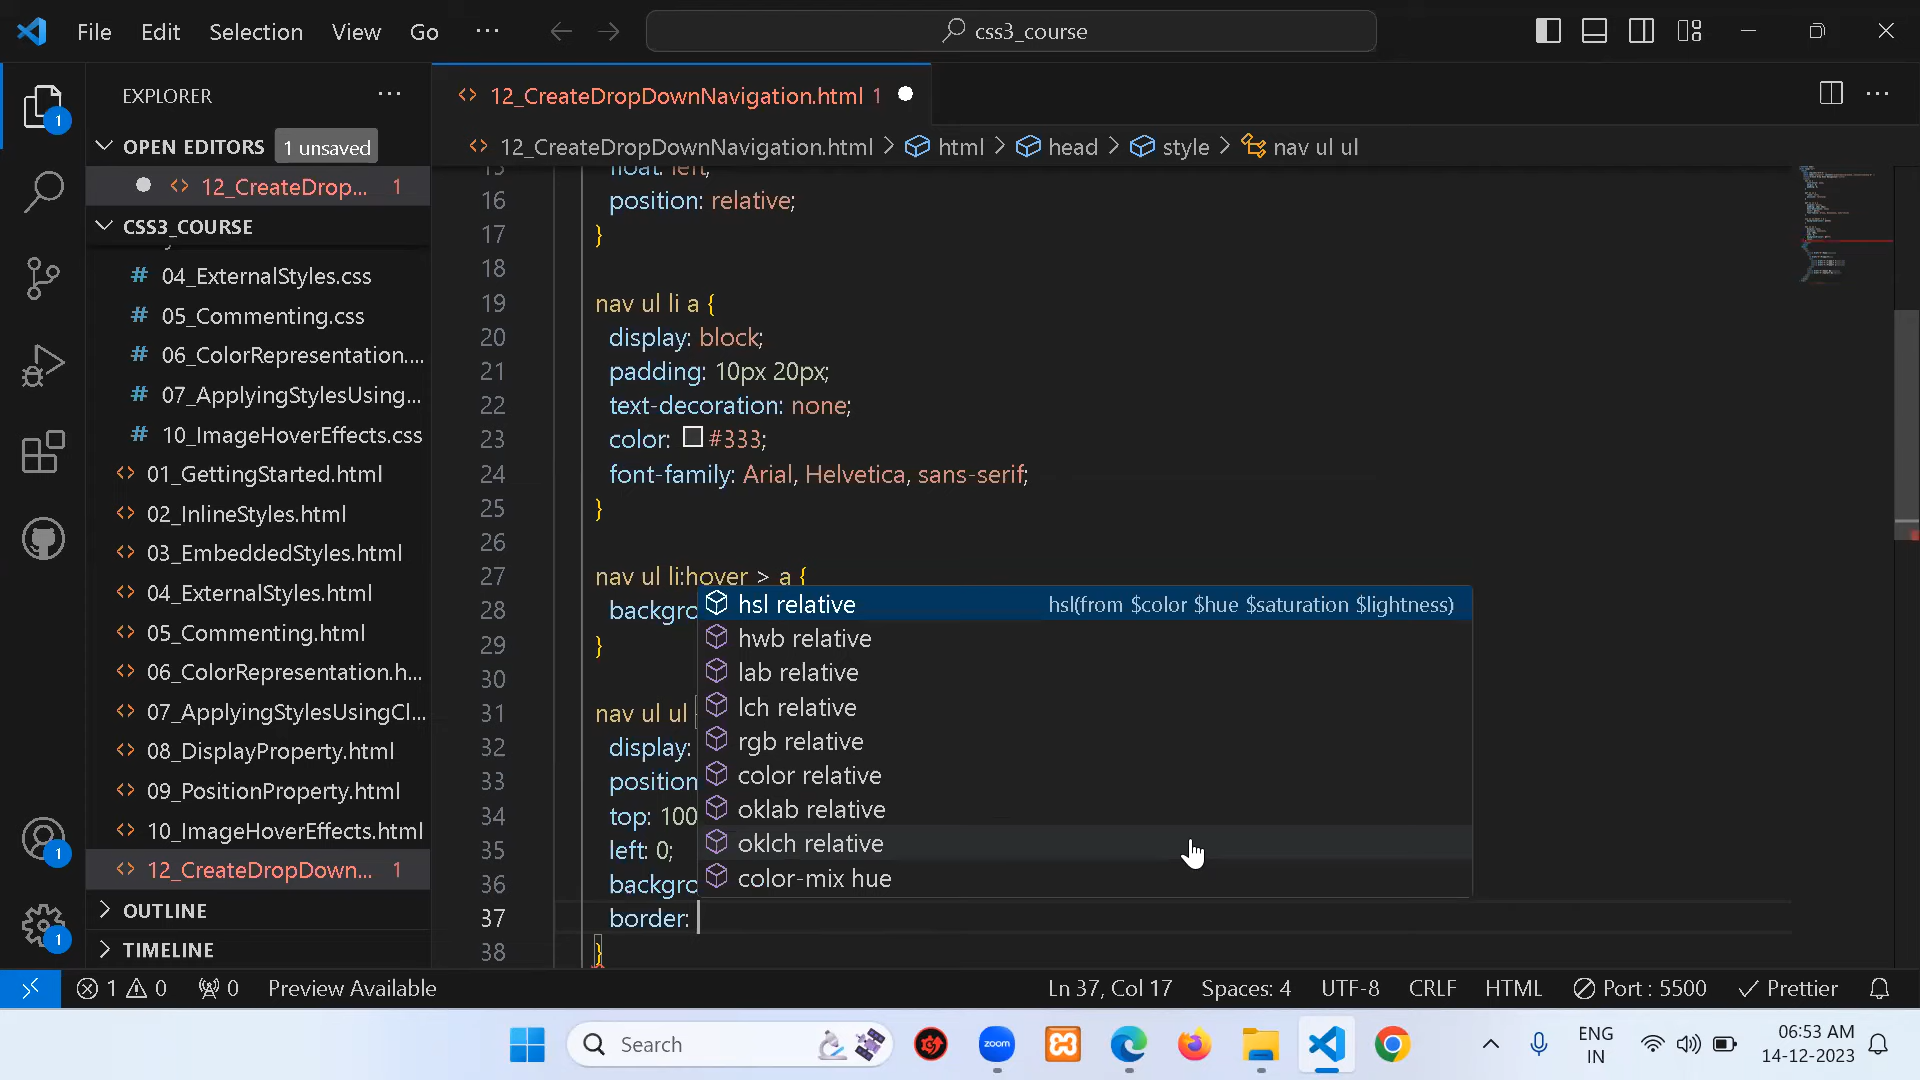 File Edit Selection View Go ··· css3_course
EXPLORER ···
12_CreateDropDownNavigation.html 1
OPEN EDITORS 1 unsaved
12_CreateDropDownNavigation.html > html > head > style > nav ul ul
12_CreateDrop... 1
CSS3_COURSE
04_ExternalStyles.css
05_Commenting.css
06_ColorRepresentation....
07_ApplyingStylesUsing...
10_ImageHoverEffects.css
01_GettingStarted.html
02_InlineStyles.html
03_EmbeddedStyles.html
04_ExternalStyles.html
05_Commenting.html
06_ColorRepresentation.h...
07_ApplyingStylesUsingCl...
08_DisplayProperty.html
09_PositionProperty.html
10_ImageHoverEffects.html
12_CreateDropDown... 1
OUTLINE
TIMELINE
15 float: left;
16 position: relative;
17 }
18
19 nav ul li a {
20 display: block;
21 padding: 10px 20px;
22 text-decoration: none;
23 color: #333;
24 font-family: Arial, Helvetica, sans-serif;
25 }
26
27 nav ul li:hover > a {
28 backgro
29 }
30
31 nav ul ul
32 display:
33 position
34 top: 100
35 left: 0;
36 backgro
37 border:
38 }
hsl relative hsl(from $color $hue $saturation $lightness)
hwb relative
lab relative
lch relative
rgb relative
color relative
oklab relative
oklch relative
color-mix hue
1
1
1
1 0 0 Preview Available Ln 37, Col 17 Spaces: 4 UTF-8 CRLF HTML Port : 5500 Prettier
Search zoom ENG
IN 06:53 AM
14-12-2023